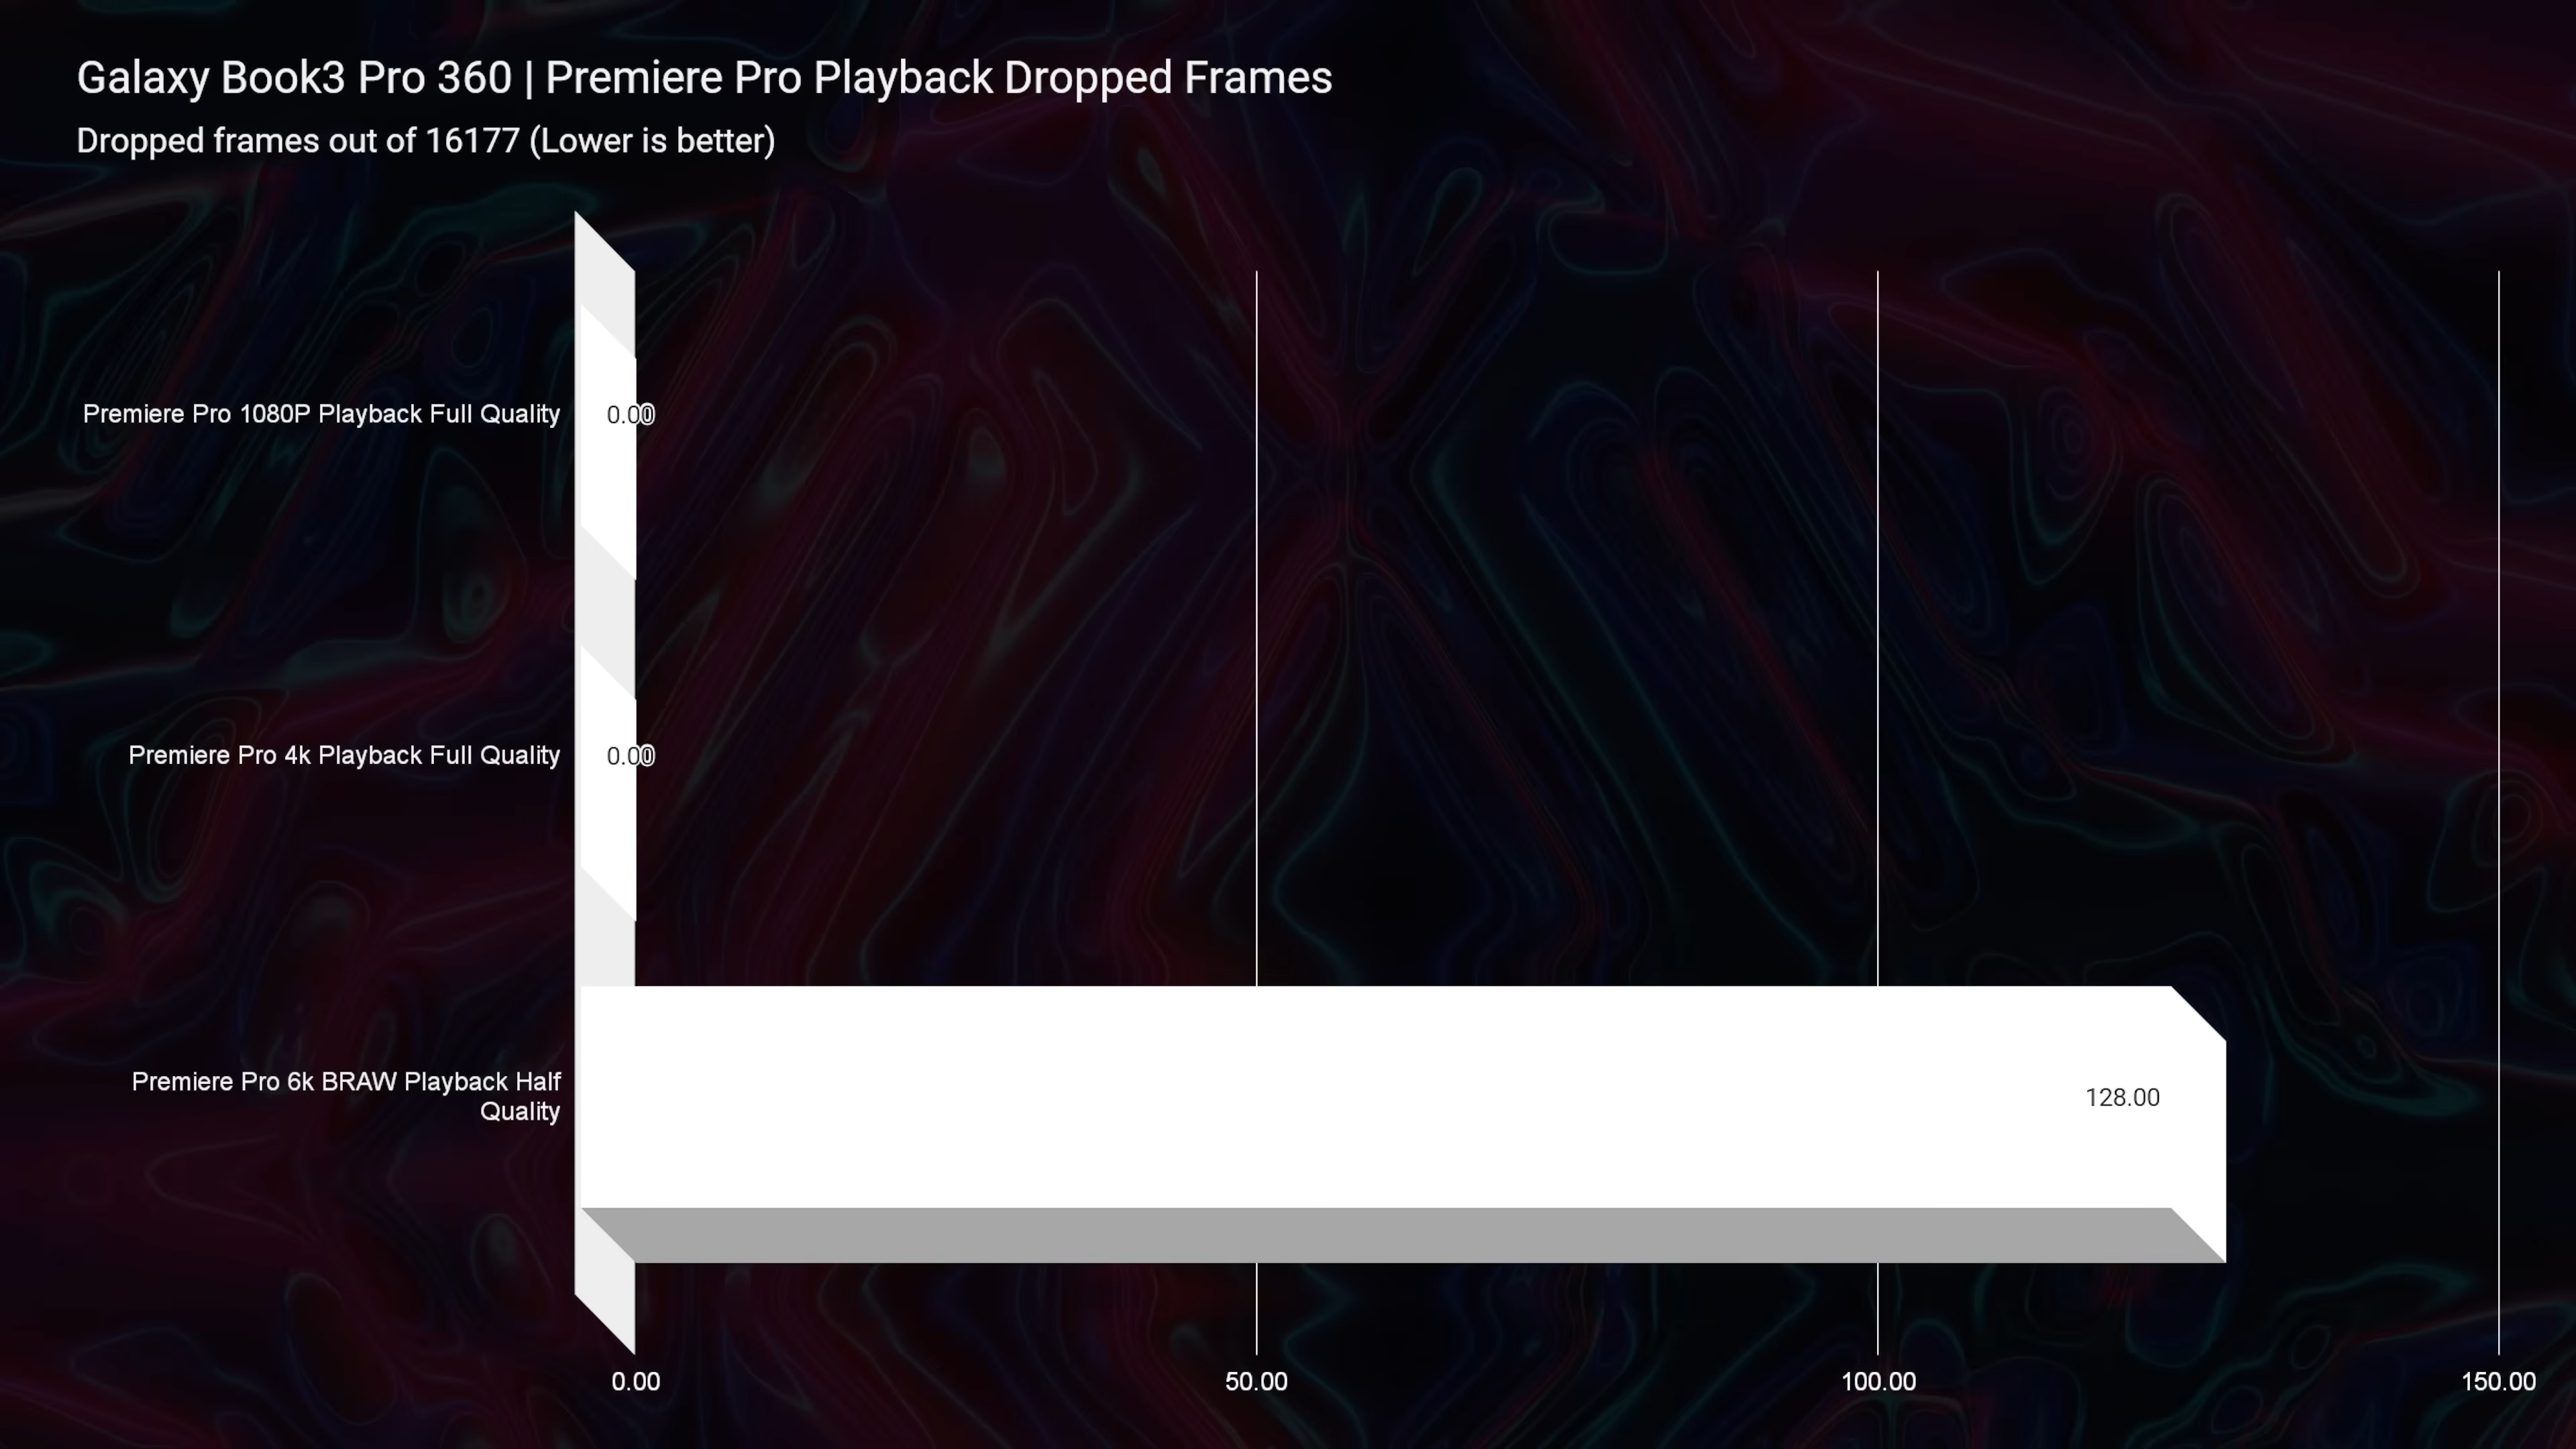 Galaxy Book3 Pro 360 | Premiere Pro Playback Dropped Frames
Dropped frames out of 16177 (Lower is better)
Premiere Pro 1080P Playback Full Quality
0.00
Premiere Pro 4k Playback Full Quality
0.00
Premiere Pro 6k BRAW Playback Half
Quality
128.00
0.00
50.00
100.00
150.00